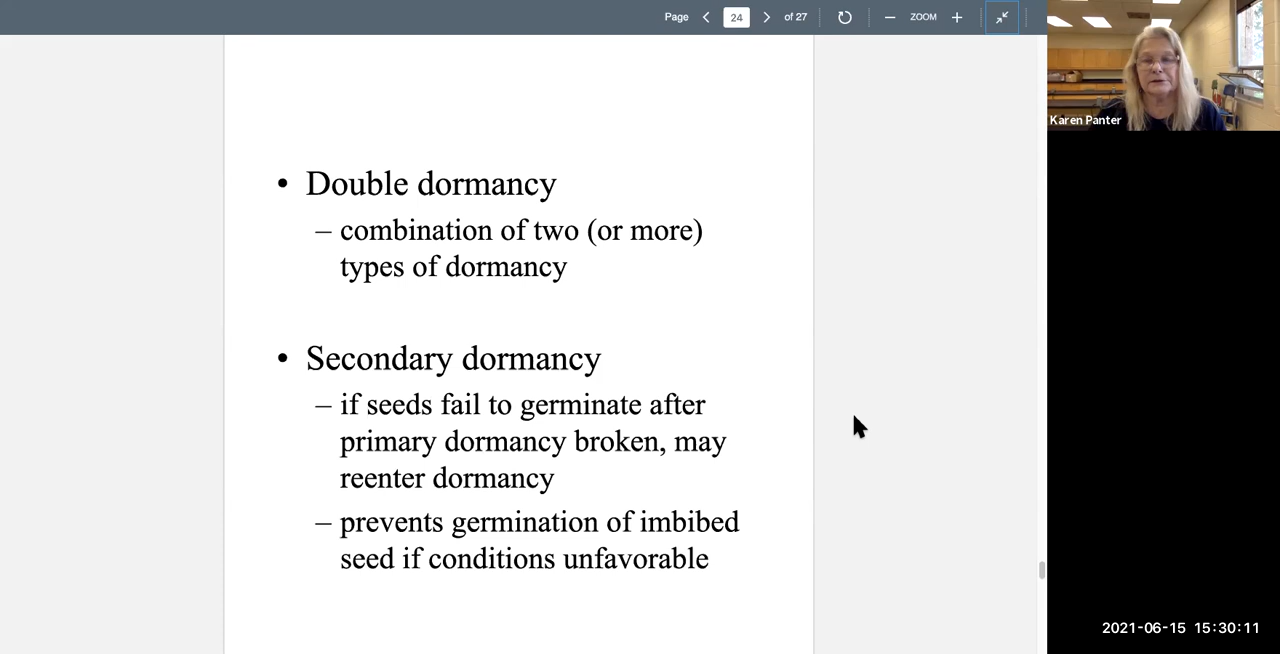 Page 24 of 27 ZOOM
Karen Panter
• Double dormancy
– combination of two (or more)
types of dormancy
• Secondary dormancy
– if seeds fail to germinate after
primary dormancy broken, may
reenter dormancy
– prevents germination of imbibed
seed if conditions unfavorable
2021-06-15 15:30:11